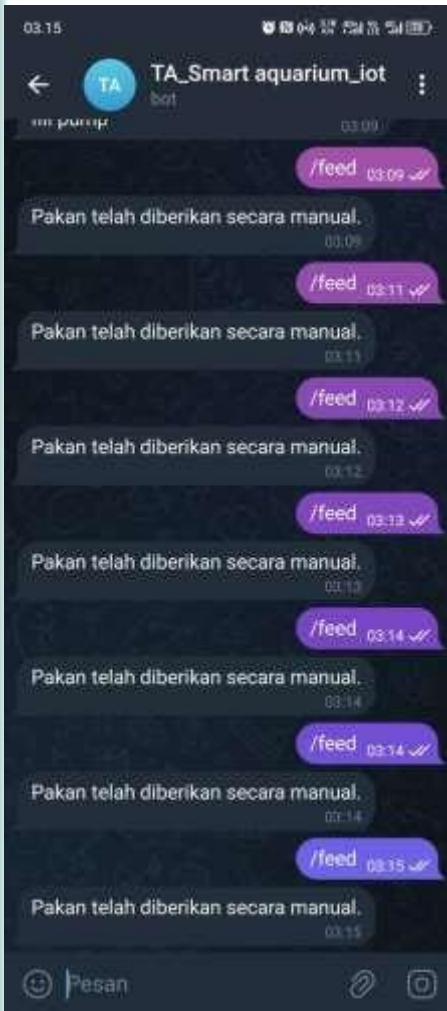 03.15
TA
TA_Smart aquarium_iot
bot
pump
03:09
/feed 03:09
Pakan telah diberikan secara manual.
03:09
/feed 03:11
Pakan telah diberikan secara manual.
03:11
/feed 03:12
Pakan telah diberikan secara manual.
03:12
/feed 03:13
Pakan telah diberikan secara manual.
03:13
/feed 03:14
Pakan telah diberikan secara manual.
03:14
/feed 03:14
Pakan telah diberikan secara manual.
03:14
/feed 03:15
Pakan telah diberikan secara manual.
03:15
Pesan